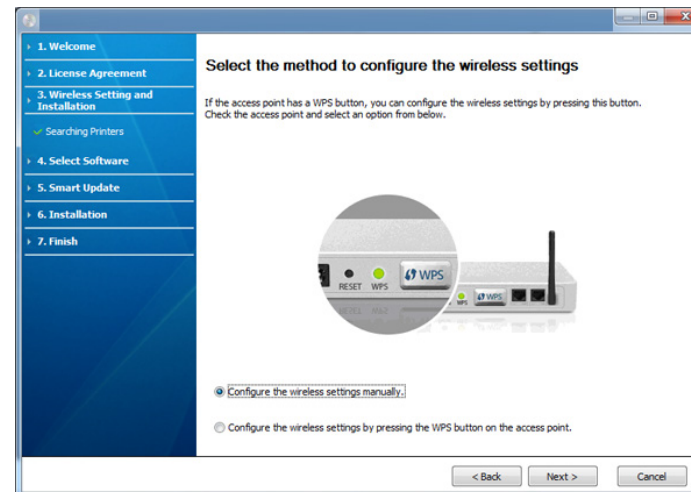 1. Welcome
2. License Agreement
3. Wireless Setting and
Installation
Searching Printers
4. Select Software
5. Smart Update
6. Installation
7. Finish
Select the method to configure the wireless settings
If the access point has a WPS button, you can configure the wireless settings by pressing this button.
Check the access point and select an option from below.
RESET WPS WPS
WPS WPS
Configure the wireless settings manually.
Configure the wireless settings by pressing the WPS button on the access point.
< Back Next > Cancel